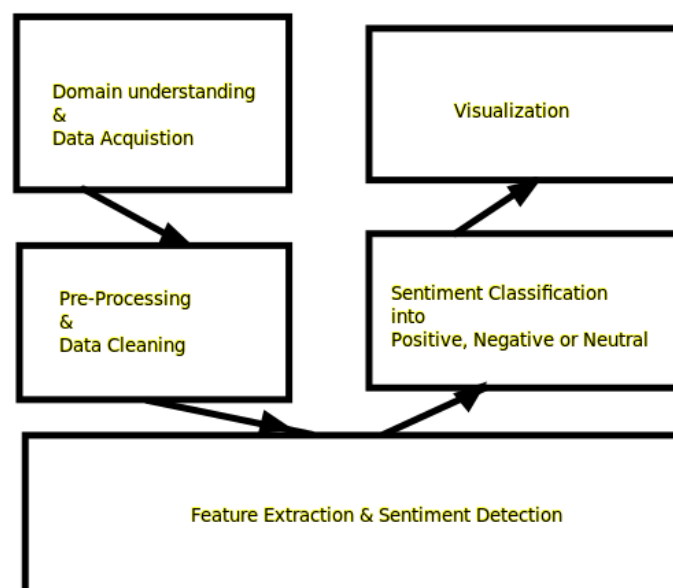 Domain understanding
&
Data Acquistion
Pre-Processing
&
Data Cleaning
Feature Extraction & Sentiment Detection
Sentiment Classification
into
Positive, Negative or Neutral
Visualization